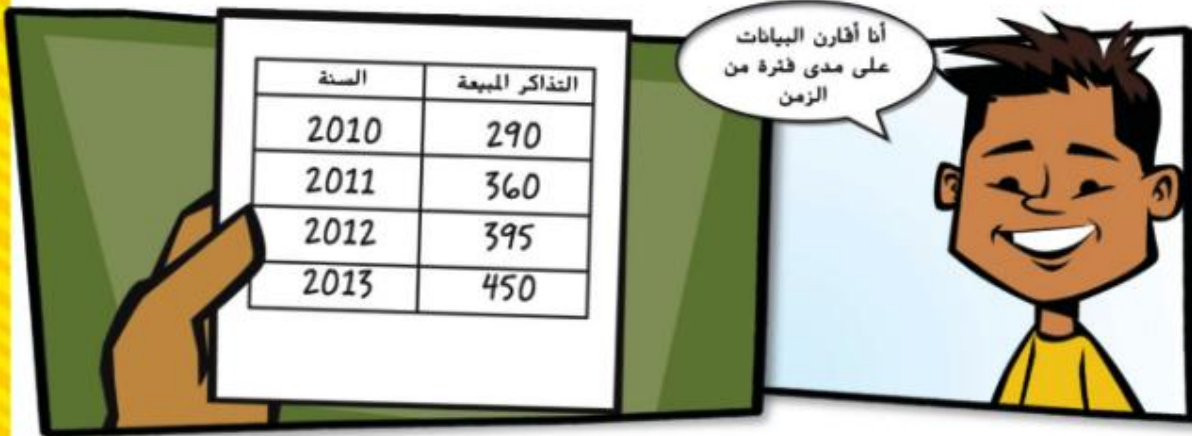 السنة التذاكر المبيعة
2010 290
2011 360
2012 395
2013 450
أنا أقارن البيانات
على مدى فترة من
الزمن